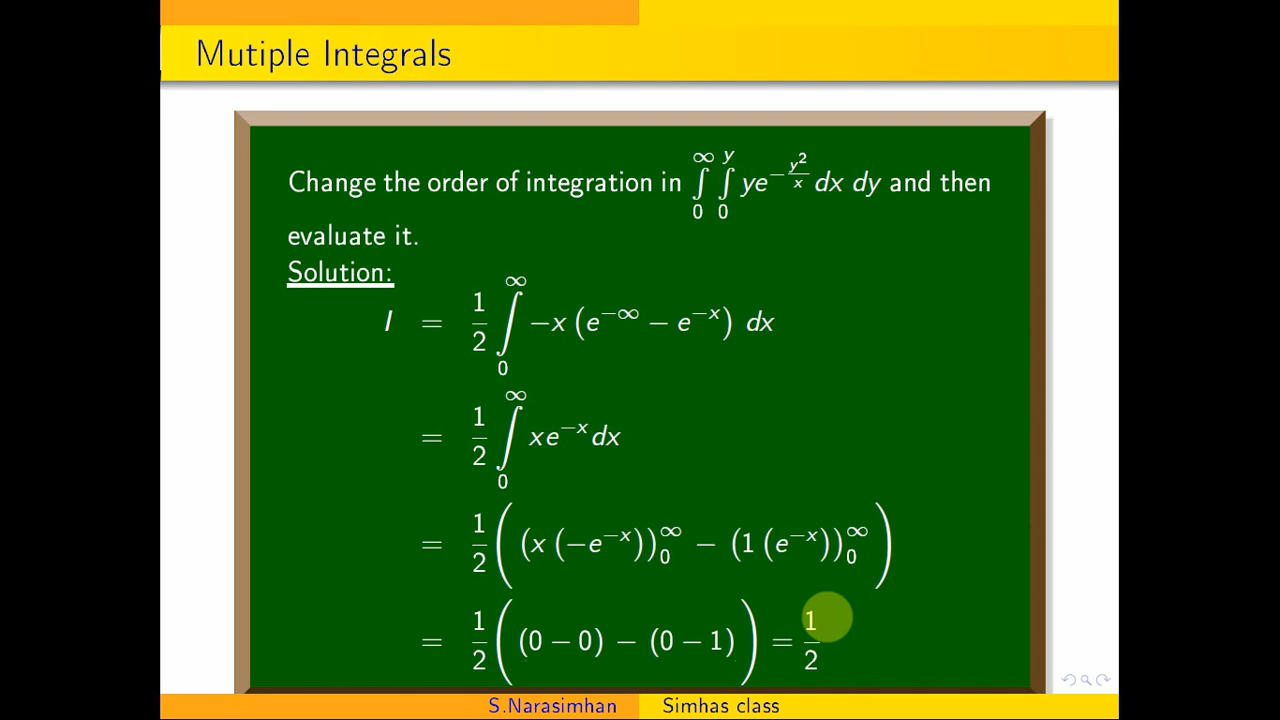 Mutiple Integrals
Change the order of integration in ∫₀^∞ ∫₀^y ye^{−y²/x} dx dy and then
evaluate it.
Solution:
I = 1/2 ∫₀^∞ −x (e^{−∞} − e^{−x}) dx
= 1/2 ∫₀^∞ xe^{−x} dx
= 1/2 ( (x (−e^{−x}))₀^∞ − (1 (e^{−x}))₀^∞ )
= 1/2 ( (0 − 0) − (0 − 1) ) = 1/2
S.Narasimhan Simhas class